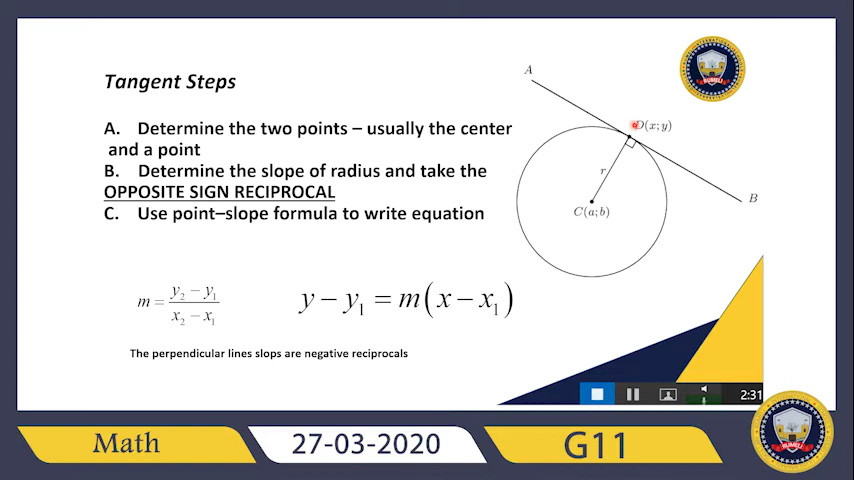 Tangent Steps
A. Determine the two points – usually the center
and a point
B. Determine the slope of radius and take the
OPPOSITE SIGN RECIPROCAL
C. Use point–slope formula to write equation
A
D(x; y)
r
B
C(a; b)
m = (y₂ − y₁) / (x₂ − x₁)
y − y₁ = m(x − x₁)
The perpendicular lines slops are negative reciprocals
2:31
Math
27-03-2020
G11
RUMELI